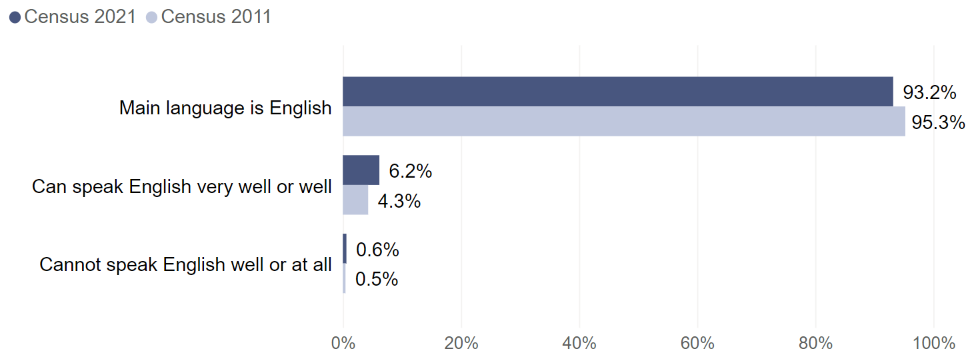 Census 2021 Census 2011
Main language is English
93.2%
95.3%
Can speak English very well or well
6.2%
4.3%
Cannot speak English well or at all
0.6%
0.5%
0% 20% 40% 60% 80% 100%